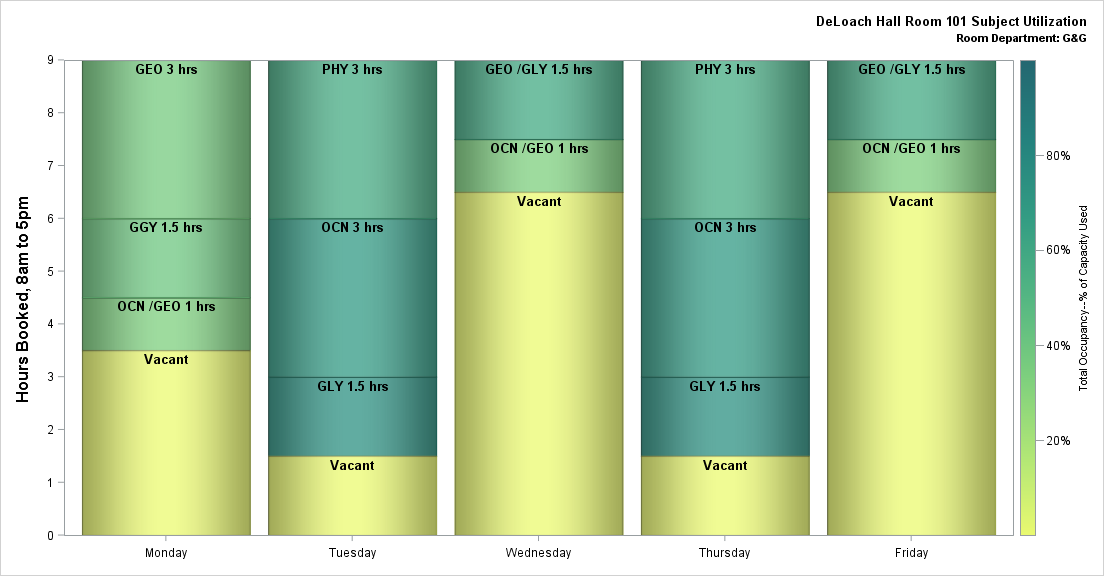 DeLoach Hall Room 101 Subject Utilization
Room Department: G&G
Hours Booked, 8am to 5pm
9
8
7
6
5
4
3
2
1
0
GEO 3 hrs
GGY 1.5 hrs
OCN /GEO 1 hrs
Vacant
PHY 3 hrs
OCN 3 hrs
GLY 1.5 hrs
Vacant
GEO /GLY 1.5 hrs
OCN /GEO 1 hrs
Vacant
PHY 3 hrs
OCN 3 hrs
GLY 1.5 hrs
Vacant
GEO /GLY 1.5 hrs
OCN /GEO 1 hrs
Vacant
Monday
Tuesday
Wednesday
Thursday
Friday
80%
60%
40%
20%
Total Occupancy--% of Capacity Used